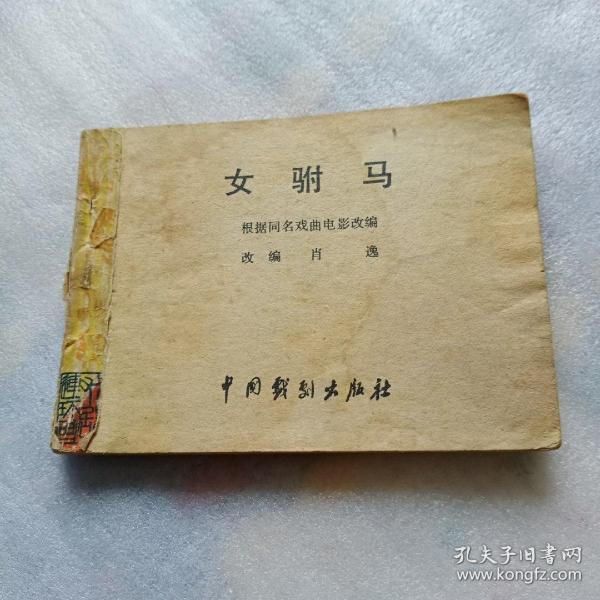 女驸马
根据同名戏曲电影改编
改编 肖逸
中国戏剧出版社
孔夫子旧书网
www.kongfz.com